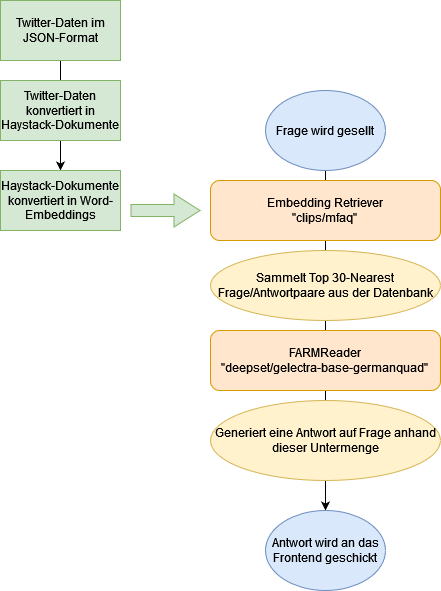 Twitter-Daten im
JSON-Format
Twitter-Daten
konvertiert in
Haystack-Dokumente
Haystack-Dokumente
konvertiert in Word-
Embeddings
Frage wird gesellt
Embedding Retriever
"clips/mfaq"
Sammelt Top 30-Nearest
Frage/Antwortpaare aus der Datenbank
FARMReader
"deepset/gelectra-base-germanquad"
Generiert eine Antwort auf Frage anhand
dieser Untermenge
Antwort wird an das
Frontend geschickt